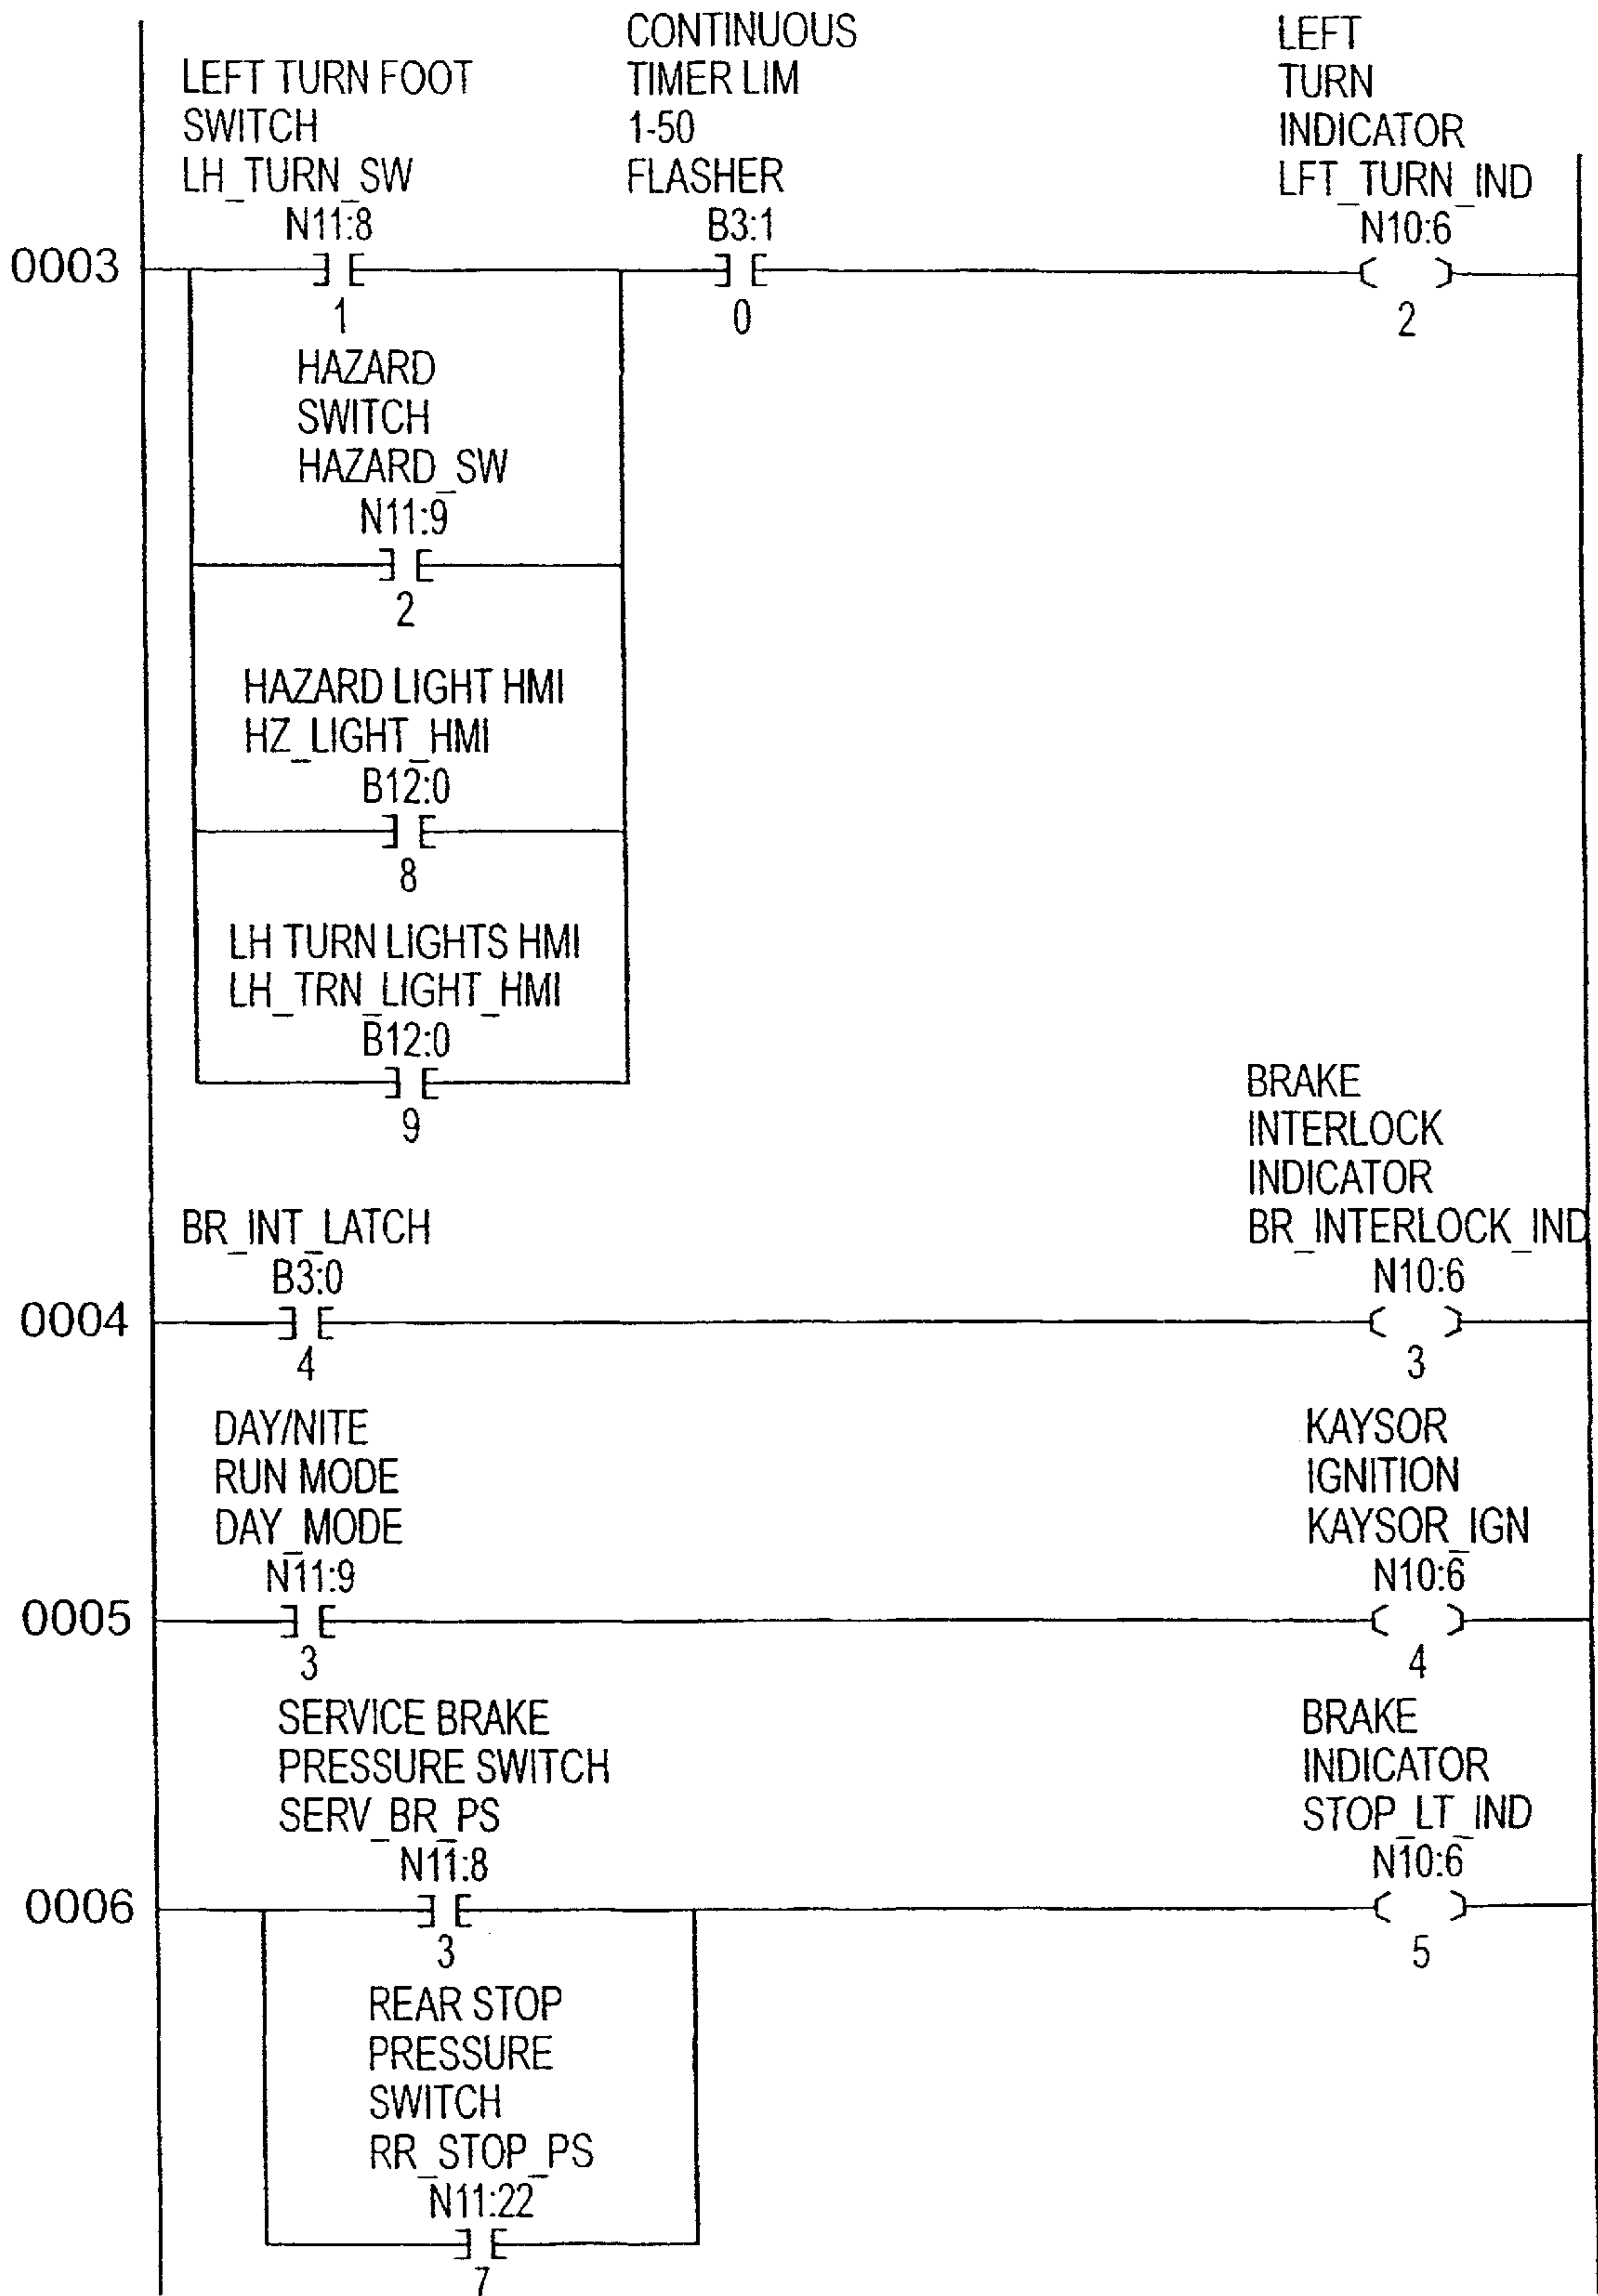 LEFT TURN FOOT
SWITCH
LH_TURN_SW
N11:8
1
CONTINUOUS
TIMER LIM
1-50
FLASHER
B3:1
0
LEFT
TURN
INDICATOR
LFT_TURN_IND
N10:6
2
0003
HAZARD
SWITCH
HAZARD_SW
N11:9
2
HAZARD LIGHT HMI
HZ_LIGHT_HMI
B12:0
8
LH TURN LIGHTS HMI
LH_TRN_LIGHT_HMI
B12:0
9
BR_INT_LATCH
B3:0
4
BRAKE
INTERLOCK
INDICATOR
BR_INTERLOCK_IND
N10:6
3
0004
DAY/NITE
RUN MODE
DAY_MODE
N11:9
3
KAYSOR
IGNITION
KAYSOR_IGN
N10:6
4
0005
SERVICE BRAKE
PRESSURE SWITCH
SERV_BR_PS
N11:8
3
BRAKE
INDICATOR
STOP_LT_IND
N10:6
5
0006
REAR STOP
PRESSURE
SWITCH
RR_STOP_PS
N11:22
7